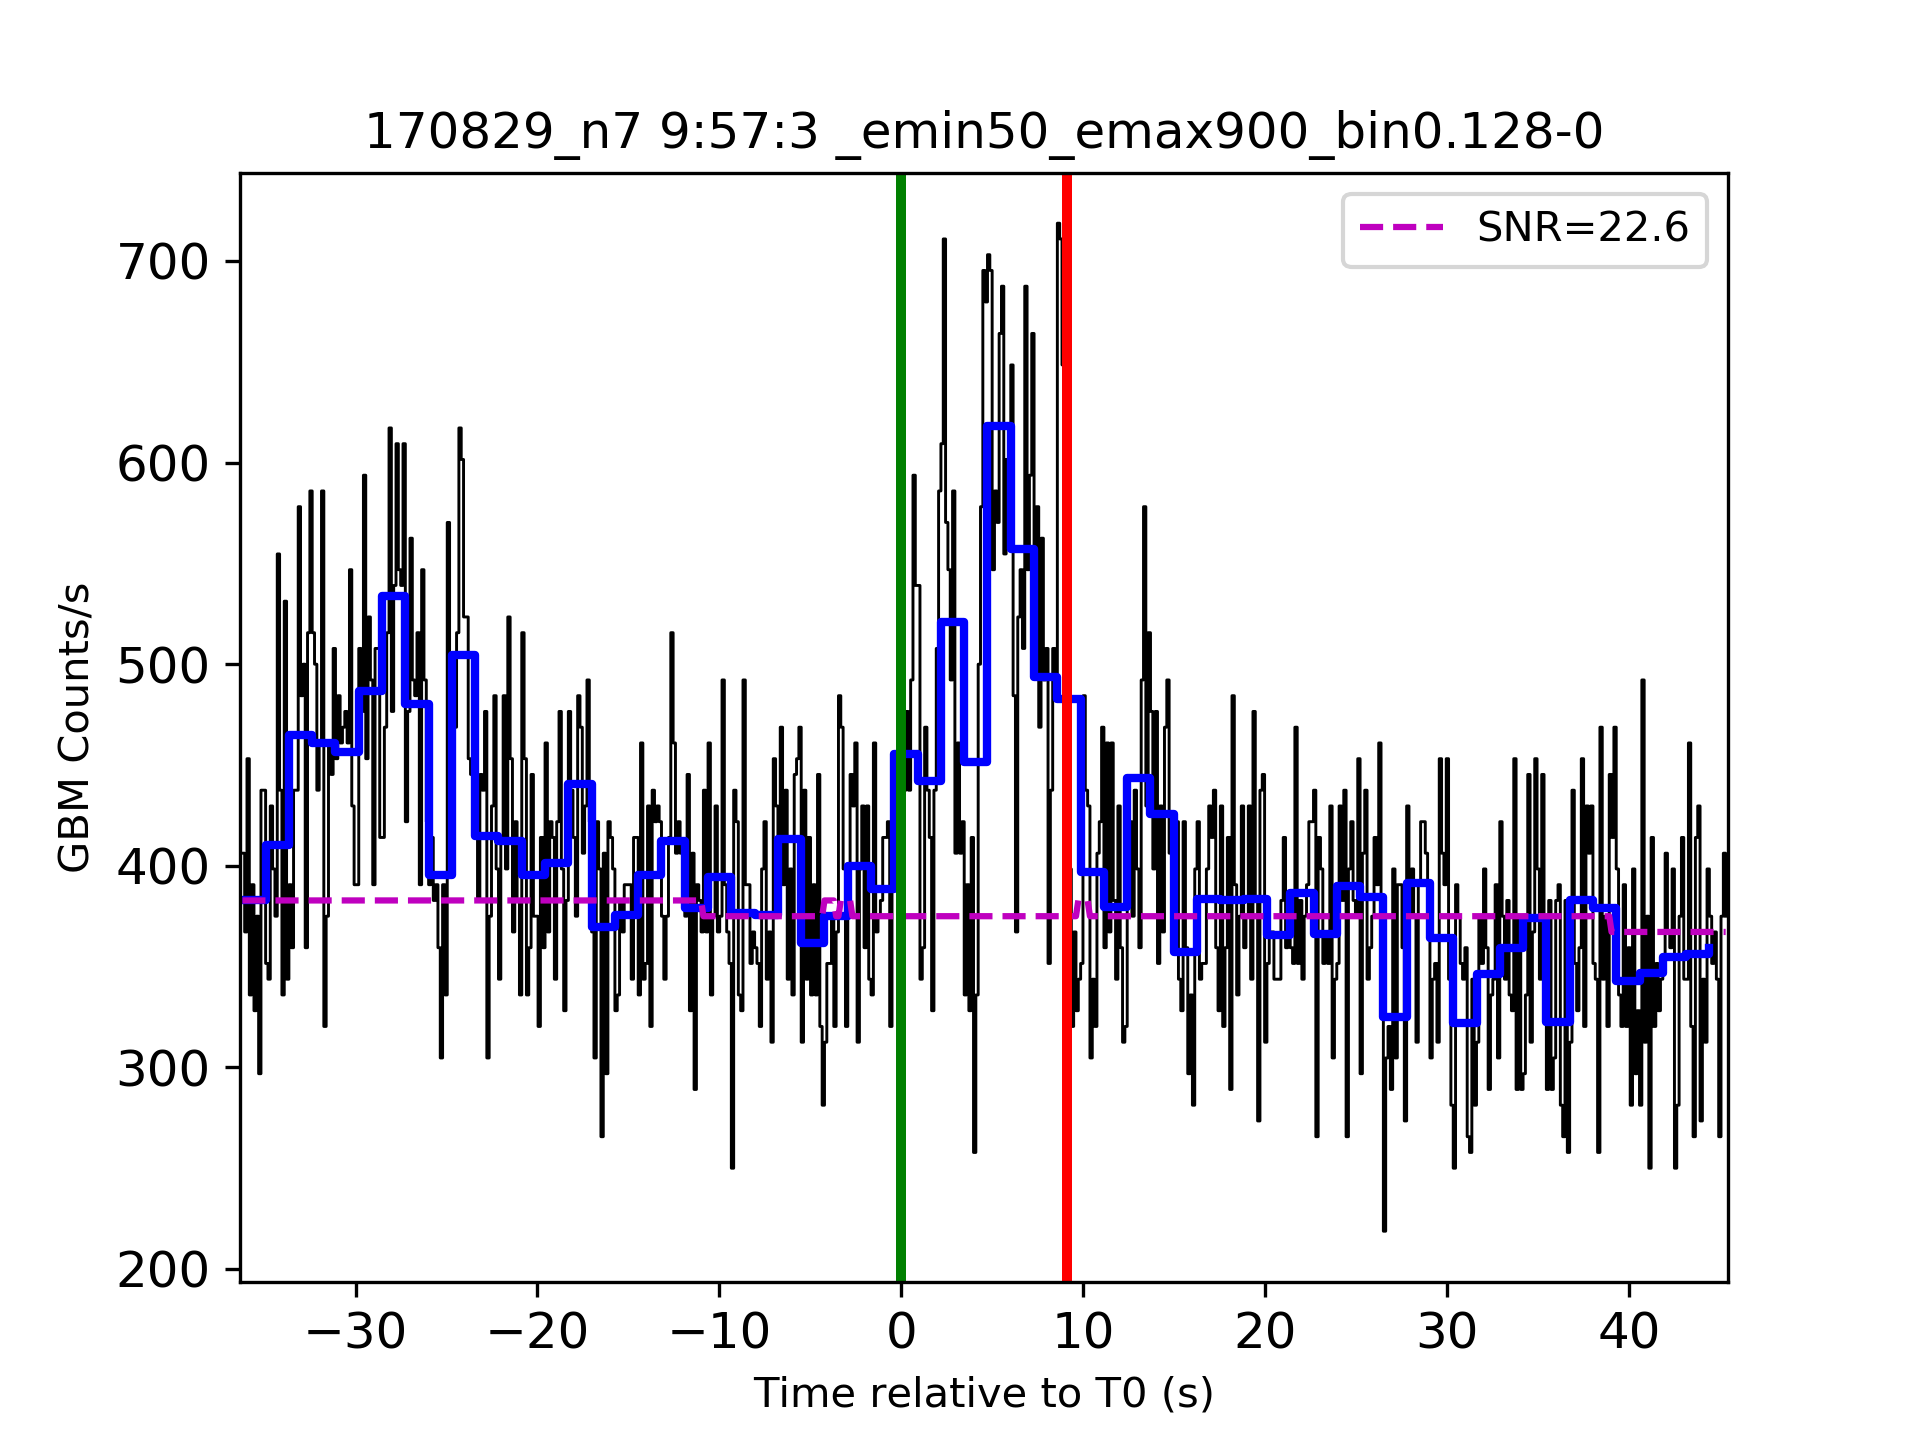 170829_n7 9:57:3 _emin50_emax900_bin0.128-0
SNR=22.6
GBM Counts/s
700
600
500
400
300
200
−30 −20 −10 0 10 20 30 40
Time relative to T0 (s)